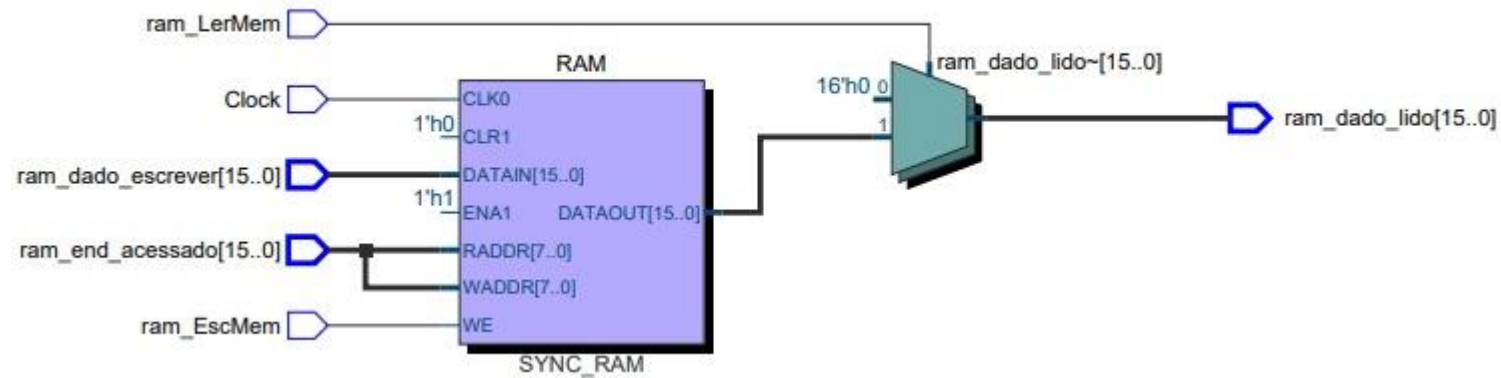 ram_LerMem
RAM
ram_dado_lido~[15..0]
16'h0 0
Clock
CLK0
ram_dado_lido[15..0]
1'h0
CLR1
1
ram_dado_escrever[15..0]
DATAIN[15..0]
1'h1
ENA1 DATAOUT[15..0]
ram_end_acessado[15..0]
RADDR[7..0]
WADDR[7..0]
ram_EscMem
WE
SYNC_RAM